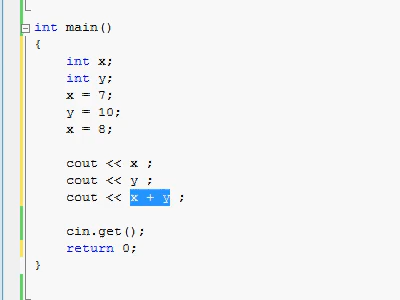 int main()
{
int x;
int y;
x = 7;
y = 10;
x = 8;
cout << x ;
cout << y ;
cout << x + y ;
cin.get();
return 0;
}